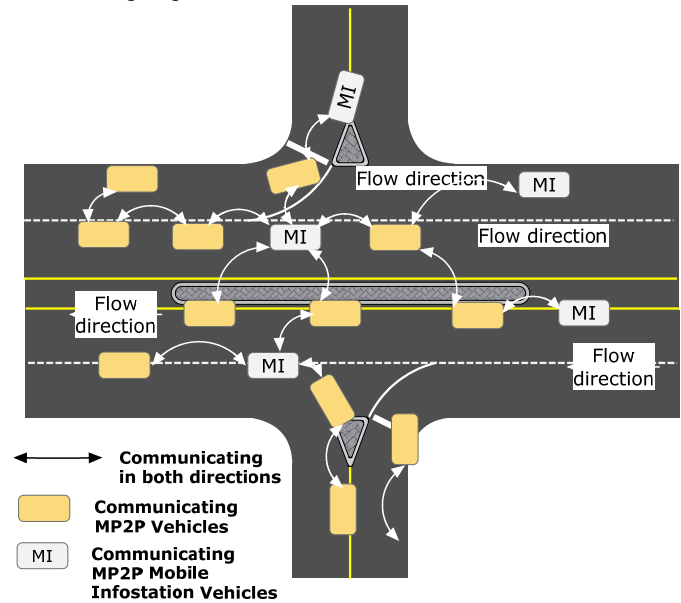 MI
Flow direction
MI
Flow direction
MI
Flow
direction
MI
Flow
direction
MI
Communicating
in both directions
Communicating
MP2P Vehicles
MI
Communicating
MP2P Mobile
Infostation Vehicles